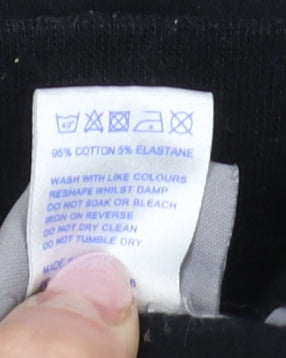 40°
95% COTTON 5% ELASTANE
WASH WITH LIKE COLOURS
RESHAPE WHILST DAMP
DO NOT SOAK OR BLEACH
IRON ON REVERSE
DO NOT DRY CLEAN
DO NOT TUMBLE DRY
MADE
6